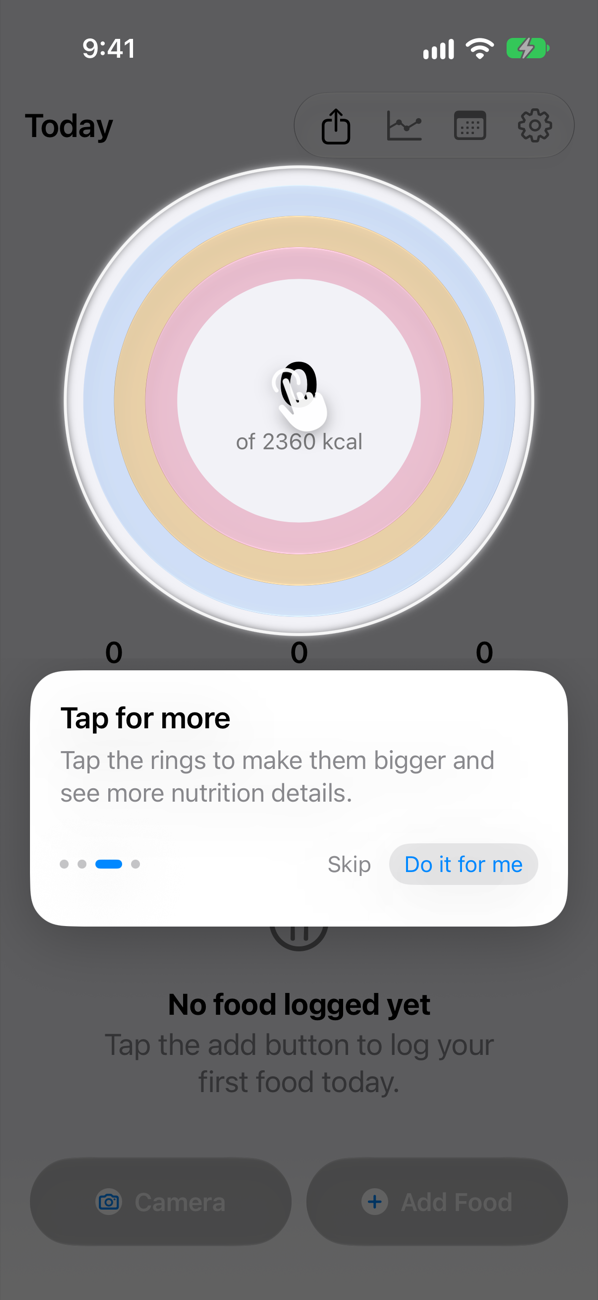 9:41
Today
0
of 2360 kcal
0 0 0
Tap for more
Tap the rings to make them bigger and
see more nutrition details.
Skip Do it for me
No food logged yet
Tap the add button to log your
first food today.
Camera Add Food